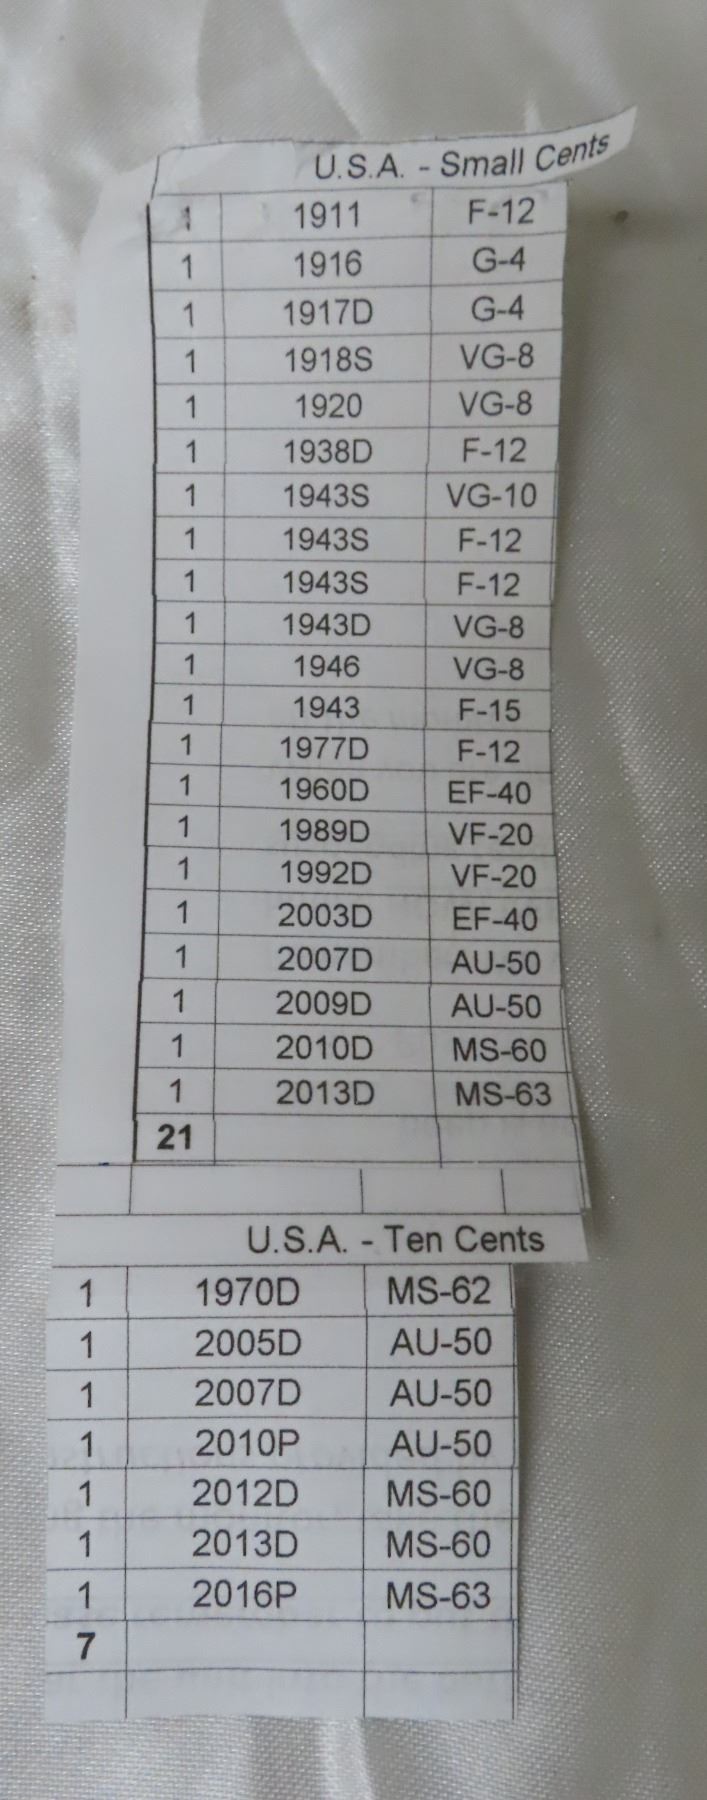 U.S.A. - Small Cents
1 1911 F-12
1 1916 G-4
1 1917D G-4
1 1918S VG-8
1 1920 VG-8
1 1938D F-12
1 1943S VG-10
1 1943S F-12
1 1943S F-12
1 1943D VG-8
1 1946 VG-8
1 1943 F-15
1 1977D F-12
1 1960D EF-40
1 1989D VF-20
1 1992D VF-20
1 2003D EF-40
1 2007D AU-50
1 2009D AU-50
1 2010D MS-60
1 2013D MS-63
21
U.S.A. - Ten Cents
1 1970D MS-62
1 2005D AU-50
1 2007D AU-50
1 2010P AU-50
1 2012D MS-60
1 2013D MS-60
1 2016P MS-63
7